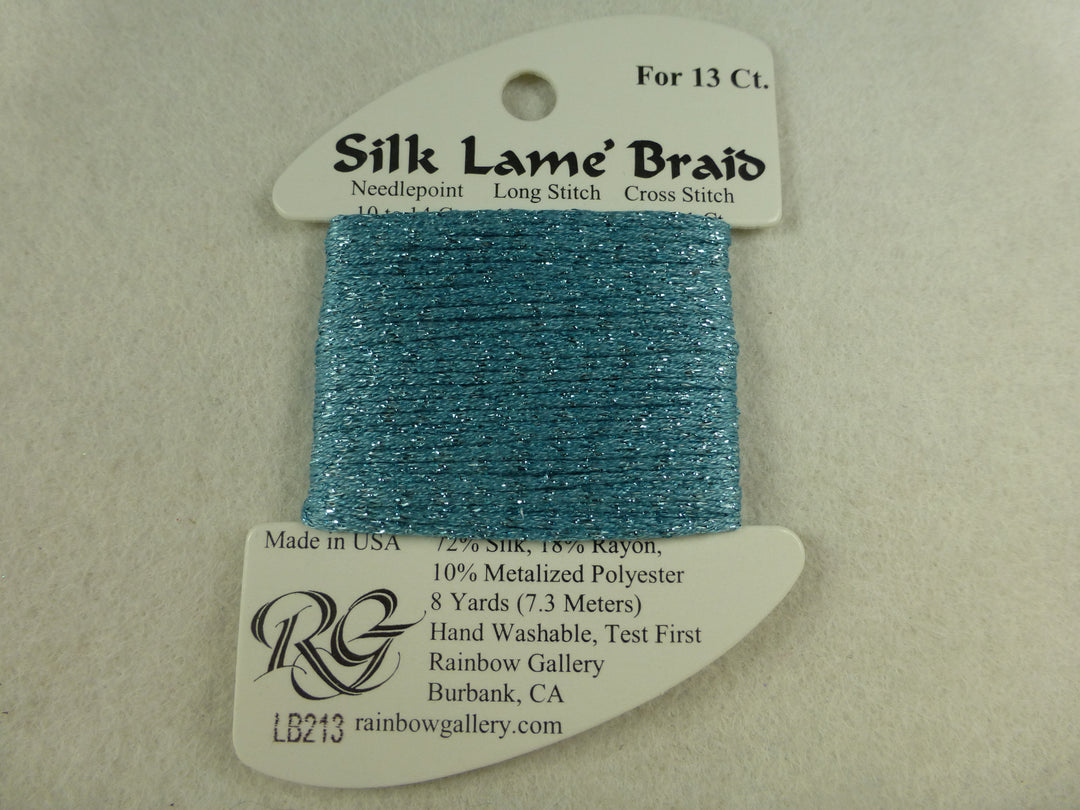 For 13 Ct.
Silk Lame' Braid
Needlepoint Long Stitch Cross Stitch
Made in USA
72% Silk, 18% Rayon,
10% Metalized Polyester
8 Yards (7.3 Meters)
Hand Washable, Test First
Rainbow Gallery
Burbank, CA
RG
LB213 rainbowgallery.com